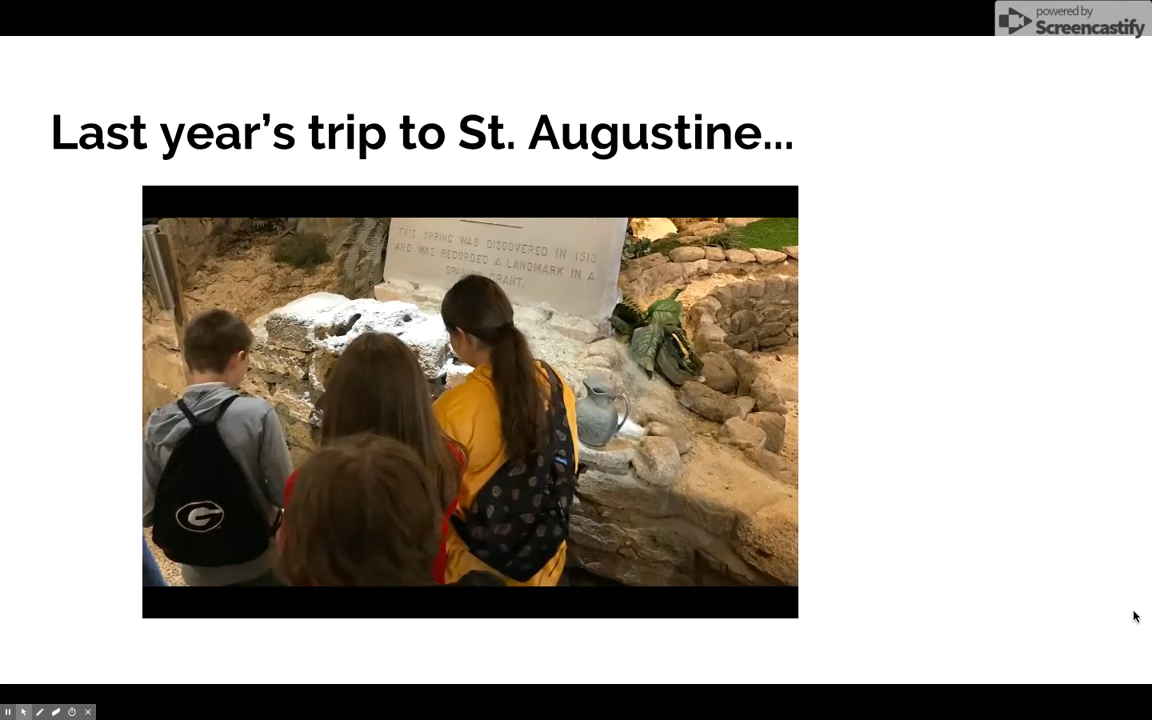 powered by
Screencastify
Last year’s trip to St. Augustine...
THIS SPRING WAS DISCOVERED IN 1513
AND WAS RECORDED A LANDMARK IN A
SPANISH GRANT.
G